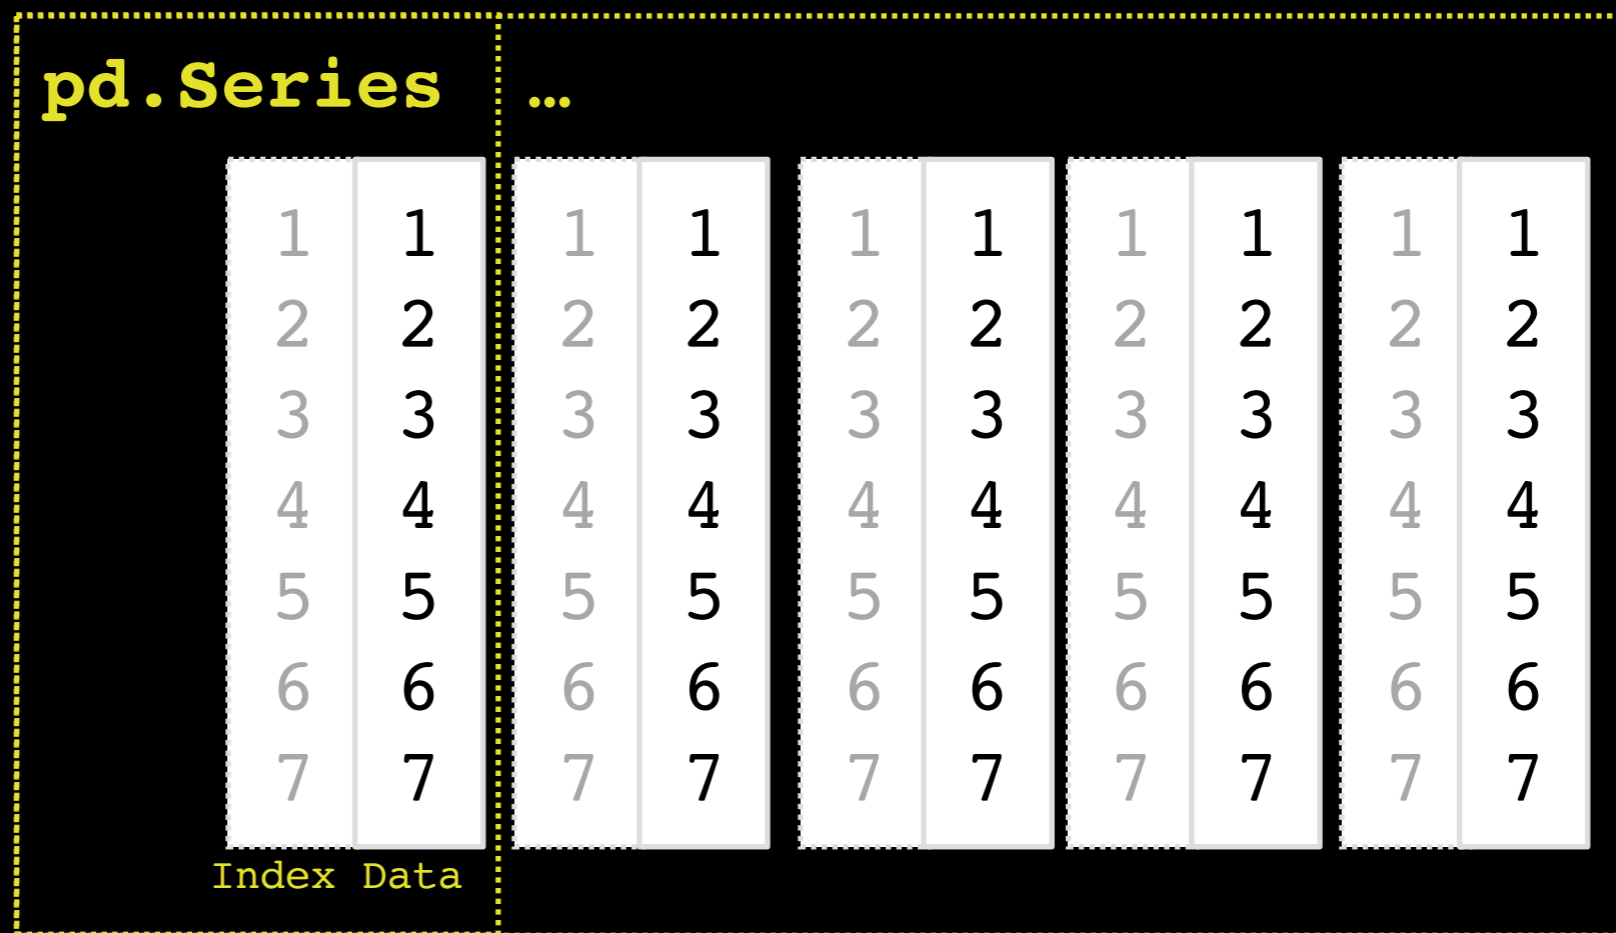 pd.Series …
1 1 1 1 1 1 1 1 1 1
2 2 2 2 2 2 2 2 2 2
3 3 3 3 3 3 3 3 3 3
4 4 4 4 4 4 4 4 4 4
5 5 5 5 5 5 5 5 5 5
6 6 6 6 6 6 6 6 6 6
7 7 7 7 7 7 7 7 7 7
Index Data